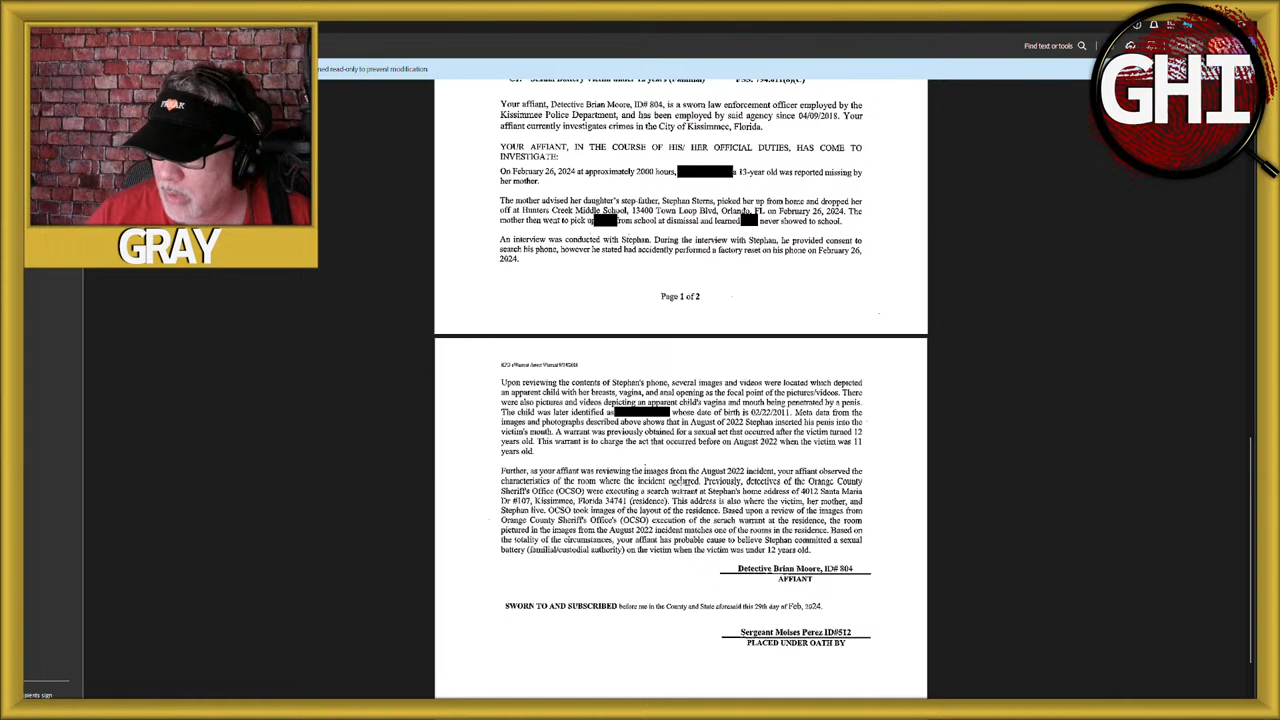 GRAY
GHI
Find text or tools
ned read-only to prevent modification.
Your affiant, Detective Brian Moore, ID# 804, is a sworn law enforcement officer employed by the
Kissimmee Police Department, and has been employed by said agency since 04/09/2018. Your
affiant currently investigates crimes in the City of Kissimmee, Florida.
YOUR AFFIANT, IN THE COURSE OF HIS/ HER OFFICIAL DUTIES, HAS COME TO
INVESTIGATE:
On February 26, 2024 at approximately 2000 hours, a 13-year old was reported missing by
her mother.
The mother advised her daughter's step-father, Stephan Sterns, picked her up from home and dropped her
off at Hunters Creek Middle School, 13400 Town Loop Blvd, Orlando, FL on February 26, 2024. The
mother then went to pick up from school at dismissal and learned never showed to school.
An interview was conducted with Stephan. During the interview with Stephan, he provided consent to
search his phone, however he stated had accidently performed a factory reset on his phone on February 26,
2024.
Page 1 of 2
Upon reviewing the contents of Stephan's phone, several images and videos were located which depicted
an apparent child with her breasts, vagina, and anal opening as the focal point of the pictures/videos. There
were also pictures and videos depicting an apparent child's vagina and mouth being penetrated by a penis.
The child was later identified as whose date of birth is 02/22/2011. Meta data from the
images and photographs described above shows that in August of 2022 Stephan inserted his penis into the
victim's mouth. A warrant was previously obtained for a sexual act that occurred after the victim turned 12
years old. This warrant is to charge the act that occurred before on August 2022 when the victim was 11
years old.
Further, as your affiant was reviewing the images from the August 2022 incident, your affiant observed the
characteristics of the room where the incident occurred. Previously, detectives of the Orange County
Sheriff's Office (OCSO) were executing a search warrant at Stephan's home address of 4012 Santa Maria
Dr #107, Kissimmee, Florida 34741 (residence). This address is also where the victim, her mother, and
Stephan live. OCSO took images of the layout of the residence. Based upon a review of the images from
Orange County Sheriff's Office's (OCSO) execution of the serach warrant at the residence, the room
pictured in the images from the August 2022 incident matches one of the rooms in the residence. Based on
the totality of the circumstances, your affiant has probable cause to believe Stephan committed a sexual
battery (familial/custodial authority) on the victim when the victim was under 12 years old.
Detective Brian Moore, ID# 804
AFFIANT
SWORN TO AND SUBSCRIBED before me in the County and State aforesaid this 29th day of Feb, 2024.
Sergeant Moises Perez ID#512
PLACED UNDER OATH BY
pients sign